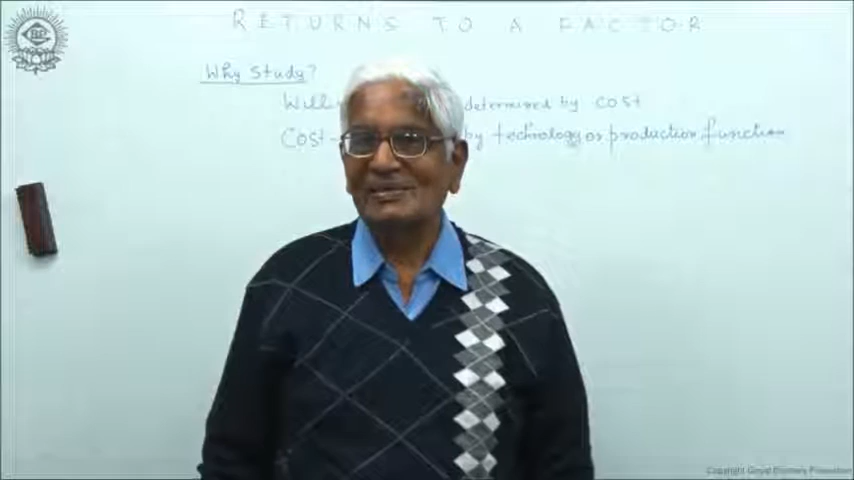 RETURNS TO A FACTOR
Why Study?
determined by cost
Cost by technology or production function
Copyright Goyal Brothers Prakashan